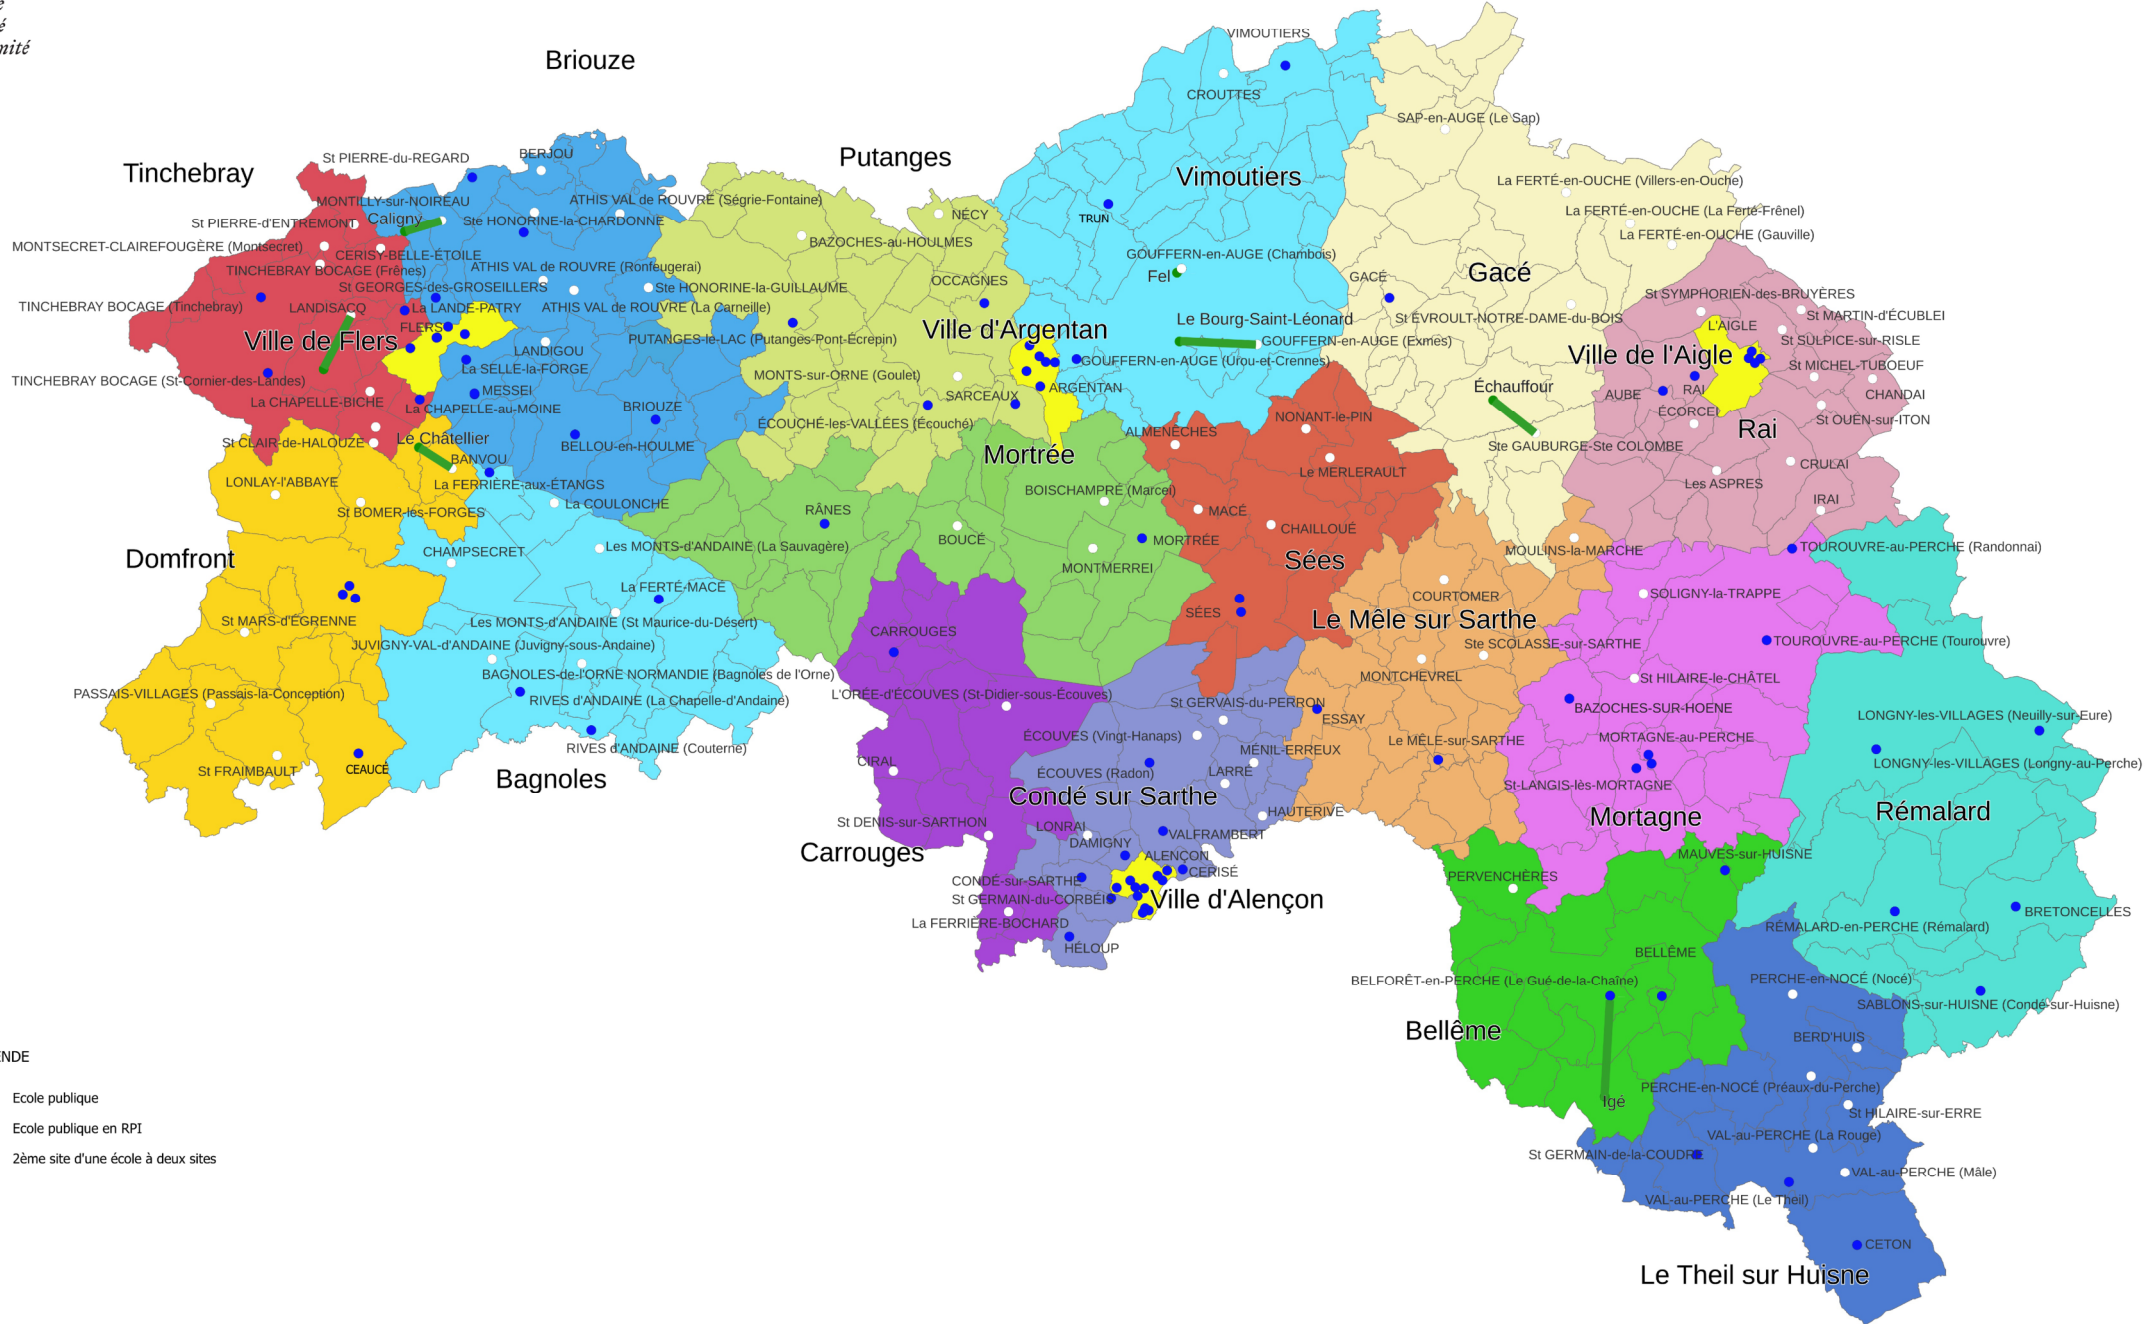 é
mité
Briouze
VIMOUTIERS
CROUTTES
SAP-en-AUGE (Le Sap)
Putanges
BERJOU
St PIERRE-du-REGARD
Tinchebray
Vimoutiers
La FERTÉ-en-OUCHE (Villers-en-Ouche)
MONTILLY-sur-NOIREAU
ATHIS VAL de ROUVRE (Ségrie-Fontaine)
La FERTÉ-en-OUCHE (La Ferté-Frênel)
St PIERRE-d'ENTREMONT
Caligny
Ste HONORINE-la-CHARDONNE
NÉCY
TRUN
La FERTÉ-en-OUCHE (Gauville)
MONTSECRET-CLAIREFOUGÈRE (Montsecret)
BAZOCHES-au-HOULMES
CERISY-BELLE-ÉTOILE
GOUFFERN-en-AUGE (Chambois)
TINCHEBRAY BOCAGE (Frênes)
ATHIS VAL de ROUVRE (Ronfeugerai)
Fel
GACÉ
Gacé
OCCAGNES
St GEORGES-des-GROSEILLERS
Ste HONORINE-la-GUILLAUME
St SYMPHORIEN-des-BRUYÈRES
TINCHEBRAY BOCAGE (Tinchebray)
LANDISACQ
La LANDE-PATRY
ATHIS VAL de ROUVRE (La Carneille)
Le Bourg-Saint-Léonard
St ÉVROULT-NOTRE-DAME-du-BOIS
St MARTIN-d'ÉCUBLEI
FLERS
Ville d'Argentan
L'AIGLE
Ville de Flers
PUTANGES-le-LAC (Putanges-Pont-Écrepin)
GOUFFERN-en-AUGE (Exmes)
St SULPICE-sur-RISLE
LANDIGOU
GOUFFERN-en-AUGE (Urou-et-Crennes)
Ville de l'Aigle
La SELLE-la-FORGE
St MICHEL-TUBOEUF
TINCHEBRAY BOCAGE (St-Cornier-des-Landes)
MONTS-sur-ORNE (Goulet)
MESSEI
ARGENTAN
Échauffour
AUBE
RAI
CHANDAI
La CHAPELLE-BICHE
La CHAPELLE-au-MOINE
BRIOUZE
SARCEAUX
ÉCORCEI
NONANT-le-PIN
St OUEN-sur-ITON
ÉCOUCHÉ-les-VALLÉES (Écouché)
ALMENÊCHES
Rai
St CLAIR-de-HALOUZE
Le Châtellier
BELLOU-en-HOULME
Ste GAUBURGE-Ste COLOMBE
Mortrée
BANVOU
Le MERLERAULT
CRULAI
LONLAY-l'ABBAYE
La FERRIÈRE-aux-ÉTANGS
Les ASPRES
BOISCHAMPRÉ (Marcei)
IRAI
La COULONCHE
St BOMER-les-FORGES
RÂNES
MACÉ
CHAILLOUÉ
BOUCÉ
MORTRÉE
Les MONTS-d'ANDAINE (La Sauvagère)
CHAMPSECRET
MOULINS-la-MARCHE
TOUROUVRE-au-PERCHE (Randonnai)
Domfront
Sées
MONTMERREI
La FERTÉ-MACÉ
COURTOMER
SOLIGNY-la-TRAPPE
SÉES
St MARS-d'ÉGRENNE
Les MONTS-d'ANDAINE (St Maurice-du-Désert)
Le Mêle sur Sarthe
CARROUGES
JUVIGNY-VAL-d'ANDAINE (Juvigny-sous-Andaine)
Ste SCOLASSE-sur-SARTHE
TOUROUVRE-au-PERCHE (Tourouvre)
BAGNOLES-de-l'ORNE NORMANDIE (Bagnoles de l'Orne)
MONTCHEVREL
St HILAIRE-le-CHÂTEL
PASSAIS-VILLAGES (Passais-la-Conception)
RIVES d'ANDAINE (La Chapelle-d'Andaine)
L'ORÉE-d'ÉCOUVES (St-Didier-sous-Écouves)
St GERVAIS-du-PERRON
BAZOCHES-SUR-HOENE
ESSAY
LONGNY-les-VILLAGES (Neuilly-sur-Eure)
ÉCOUVES (Vingt-Hanaps)
MORTAGNE-au-PERCHE
RIVES d'ANDAINE (Couterne)
MÉNIL-ERREUX
Le MÊLE-sur-SARTHE
CIRAL
LONGNY-les-VILLAGES (Longny-au-Perche)
St FRAIMBAULT
CEAUCÉ
ÉCOUVES (Radon)
LARRE
Bagnoles
St-LANGIS-lès-MORTAGNE
Condé sur Sarthe
HAUTERIVE
Mortagne
Rémalard
St DENIS-sur-SARTHON
LONRAI
VALFRAMBERT
DAMIGNY
Carrouges
ALENÇON
MAUVES-sur-HUISNE
CERISÉ
CONDÉ-sur-SARTHE
PERVENCHÈRES
St GERMAIN-du-CORBÉIS
Ville d'Alençon
La FERRIÈRE-BOCHARD
BRETONCELLES
RÉMALARD-en-PERCHE (Rémalard)
HÉLOUP
BELLÊME
BELFORÊT-en-PERCHE (Le Gué-de-la-Chaîne)
PERCHE-en-NOCÉ (Nocé)
SABLONS-sur-HUISNE (Condé-sur-Huisne)
Bellême
BERD'HUIS
ENDE
PERCHE-en-NOCÉ (Préaux-du-Perche)
Ecole publique
Igé
St HILAIRE-sur-ERRE
Ecole publique en RPI
VAL-au-PERCHE (La Rouge)
2ème site d'une école à deux sites
St GERMAIN-de-la-COUDRE
VAL-au-PERCHE (Mâle)
VAL-au-PERCHE (Le Theil)
CETON
Le Theil sur Huisne